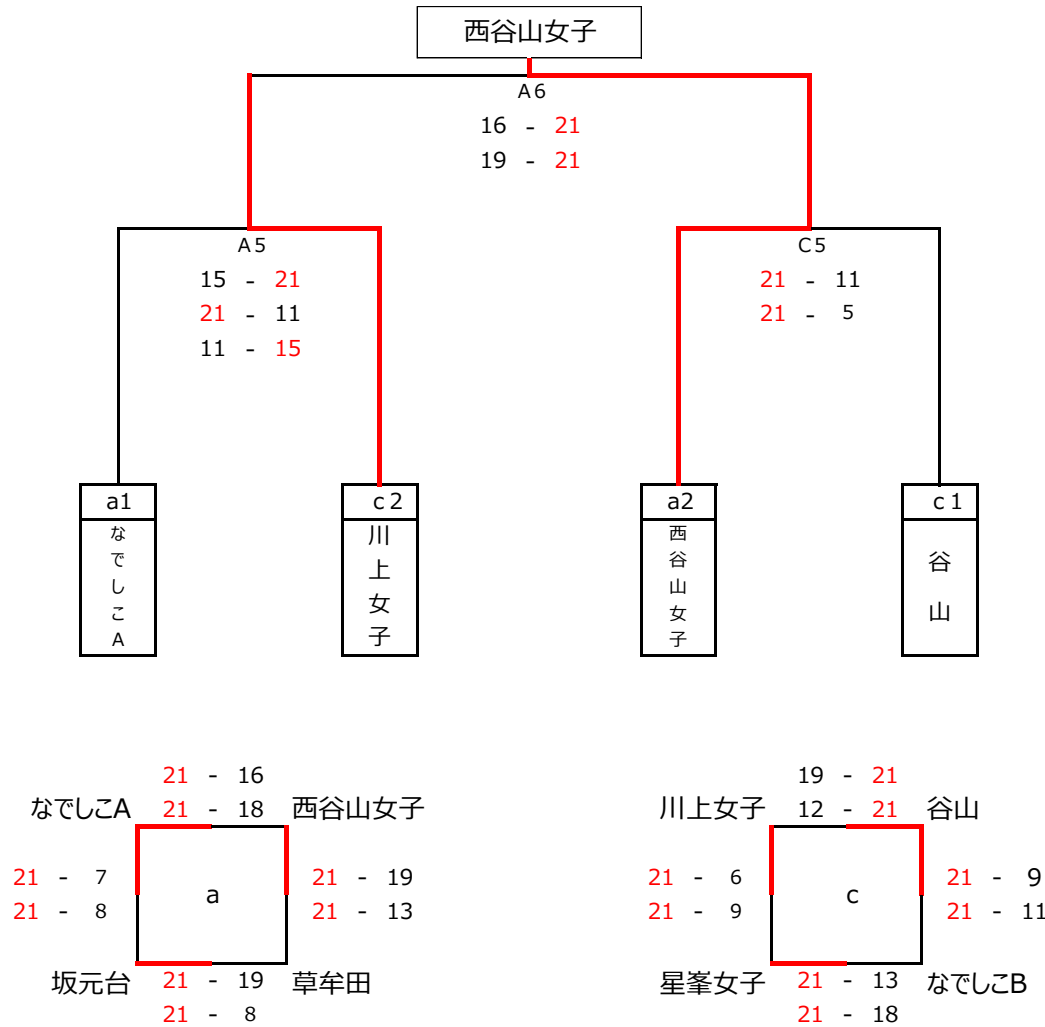 西谷山女子
A6
16 - 21
19 - 21
A5
15 - 21
21 - 11
11 - 15
C5
21 - 11
21 - 5
a1
なでしこA
c2
川上女子
a2
西谷山女子
c1
谷山
21 - 16
なでしこA 21 - 18 西谷山女子
21 - 7
21 - 8
a
21 - 19
21 - 13
坂元台 21 - 19 草牟田
21 - 8
19 - 21
川上女子 12 - 21 谷山
21 - 6
21 - 9
c
21 - 9
21 - 11
星峯女子 21 - 13 なでしこB
21 - 18